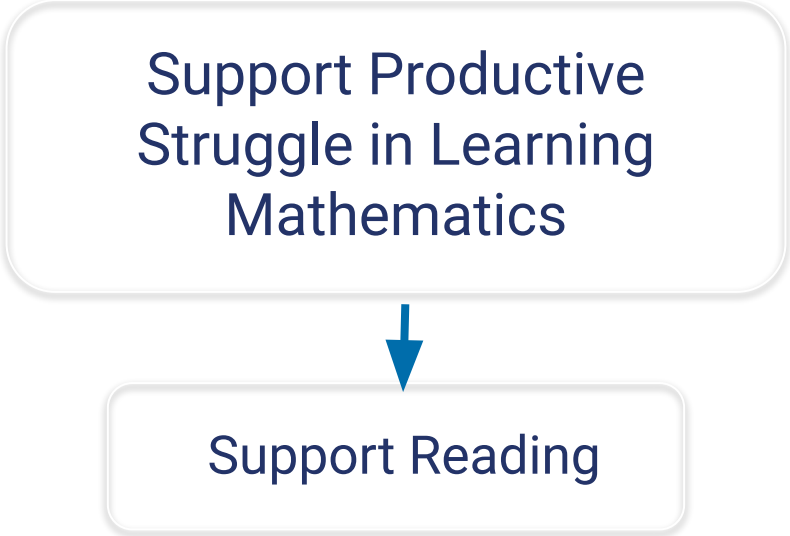 Support Productive
Struggle in Learning
Mathematics
Support Reading